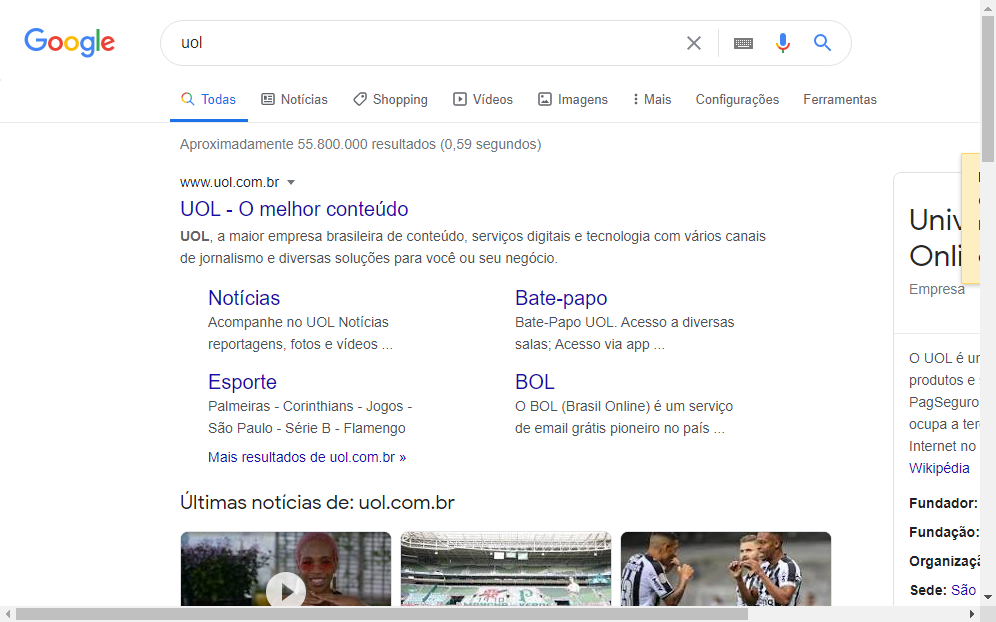 Google
uol
Todas
Notícias
Shopping
Vídeos
Imagens
Mais
Configurações
Ferramentas
Aproximadamente 55.800.000 resultados (0,59 segundos)
www.uol.com.br
UOL - O melhor conteúdo
UOL, a maior empresa brasileira de conteúdo, serviços digitais e tecnologia com vários canais
de jornalismo e diversas soluções para você ou seu negócio.
Notícias
Acompanhe no UOL Notícias
reportagens, fotos e vídeos ...
Bate-papo
Bate-Papo UOL. Acesso a diversas
salas; Acesso via app ...
Esporte
Palmeiras - Corinthians - Jogos -
São Paulo - Série B - Flamengo
BOL
O BOL (Brasil Online) é um serviço
de email grátis pioneiro no país ...
Mais resultados de uol.com.br »
Últimas notícias de: uol.com.br
Univ
Onli
Empresa
O UOL é um
produtos e
PagSeguro
ocupa a ter
Internet no
Wikipédia
Fundador:
Fundação:
Organizaçã
Sede: São